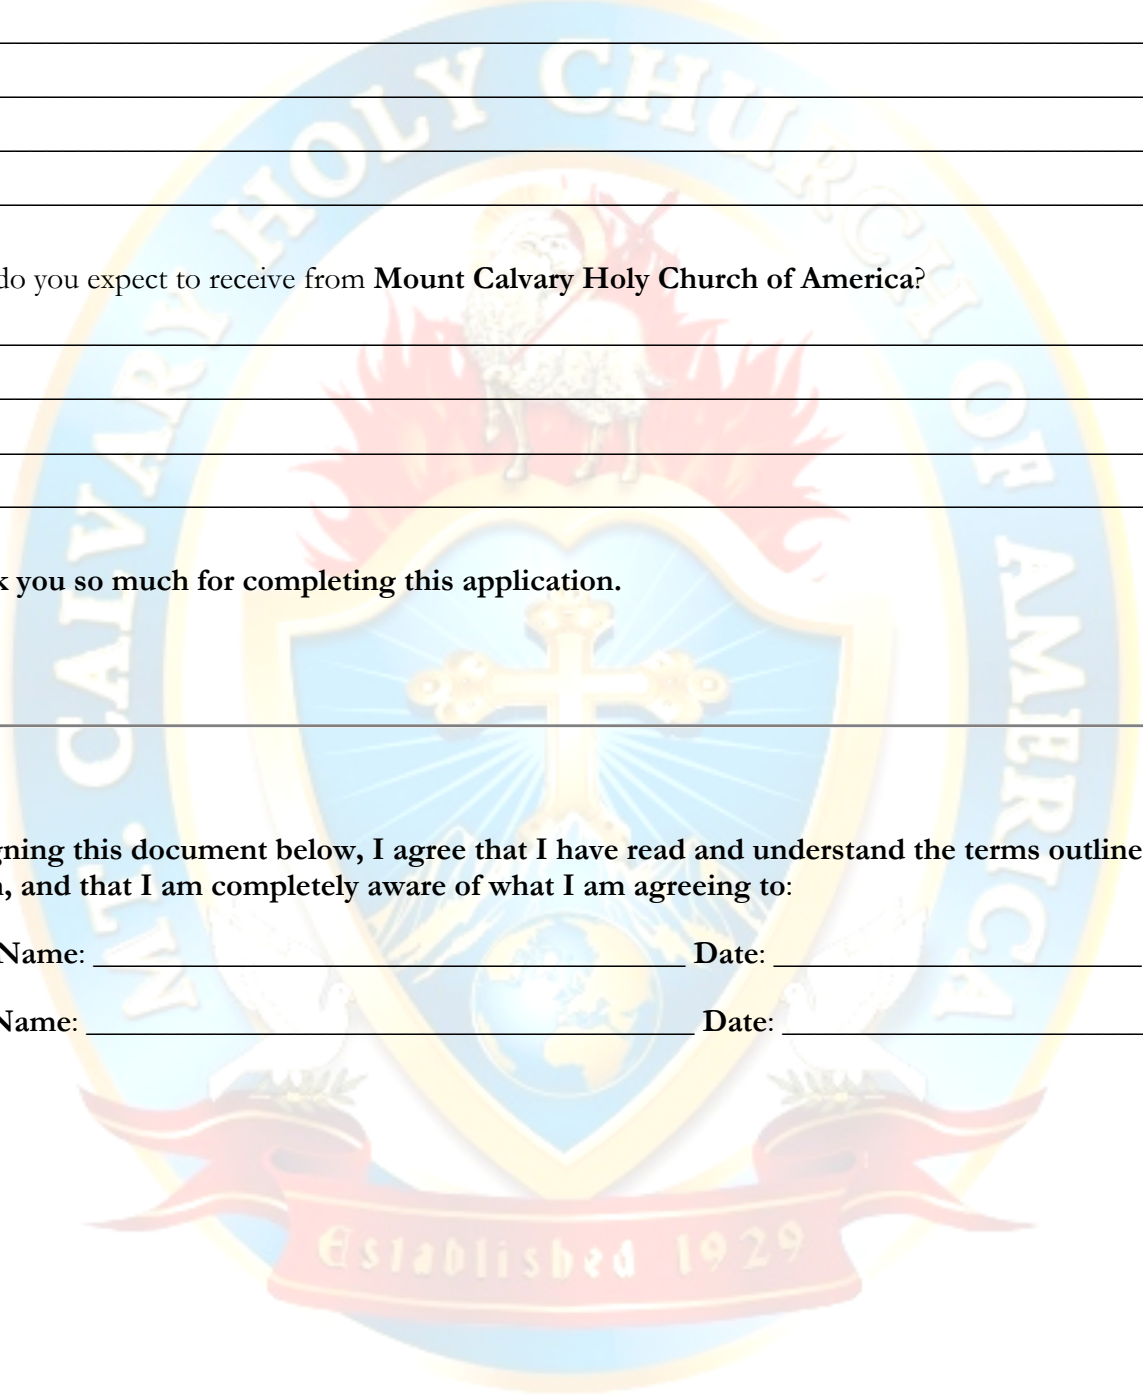 do you expect to receive from Mount Calvary Holy Church of America?
k you so much for completing this application.
gning this document below, I agree that I have read and understand the terms outline
, and that I am completely aware of what I am agreeing to:
Name: Date:
Name: Date:
MT. CALVARY HOLY CHURCH OF AMERICA
Established 1929